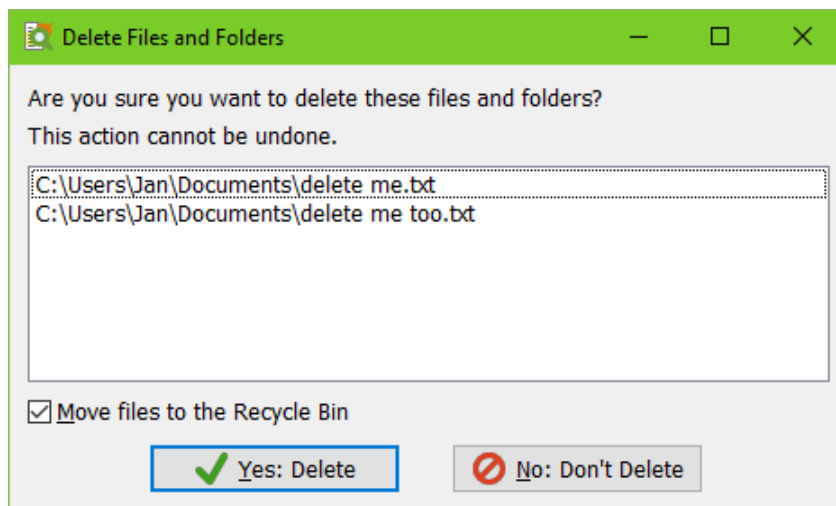 Delete Files and Folders
Are you sure you want to delete these files and folders?
This action cannot be undone.
C:\Users\Jan\Documents\delete me.txt
C:\Users\Jan\Documents\delete me too.txt
Move files to the Recycle Bin
Yes: Delete
No: Don't Delete